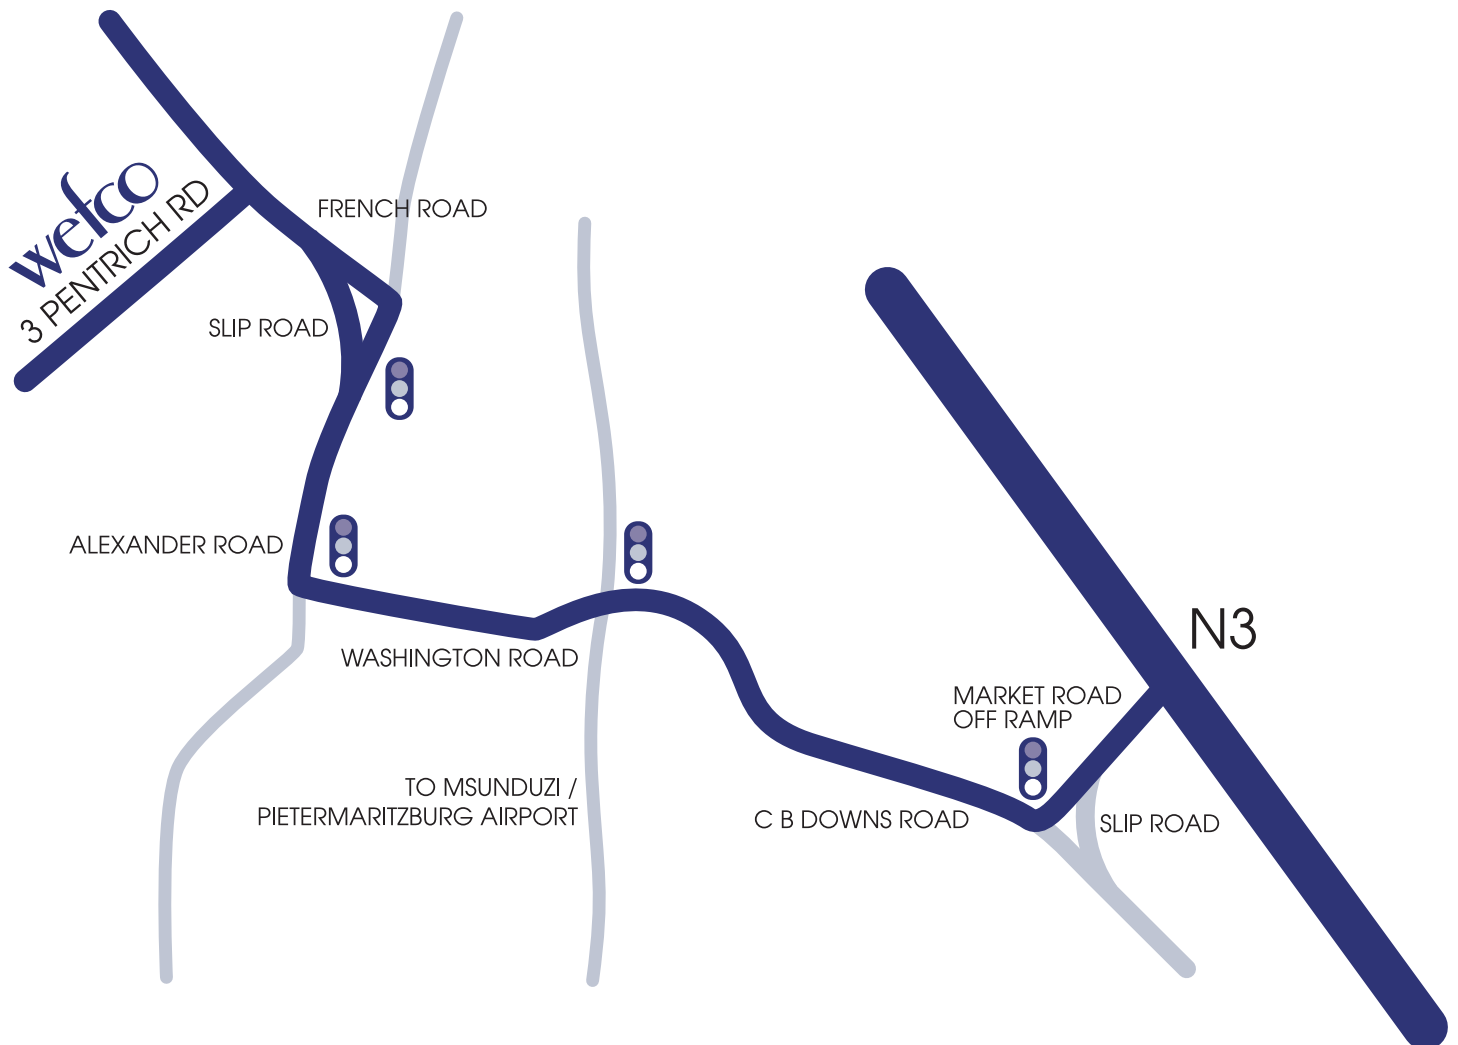 wefco
3 PENTRICH RD
FRENCH ROAD
SLIP ROAD
ALEXANDER ROAD
WASHINGTON ROAD
N3
MARKET ROAD
OFF RAMP
TO MSUNDUZI /
PIETERMARITZBURG AIRPORT
C B DOWNS ROAD
SLIP ROAD